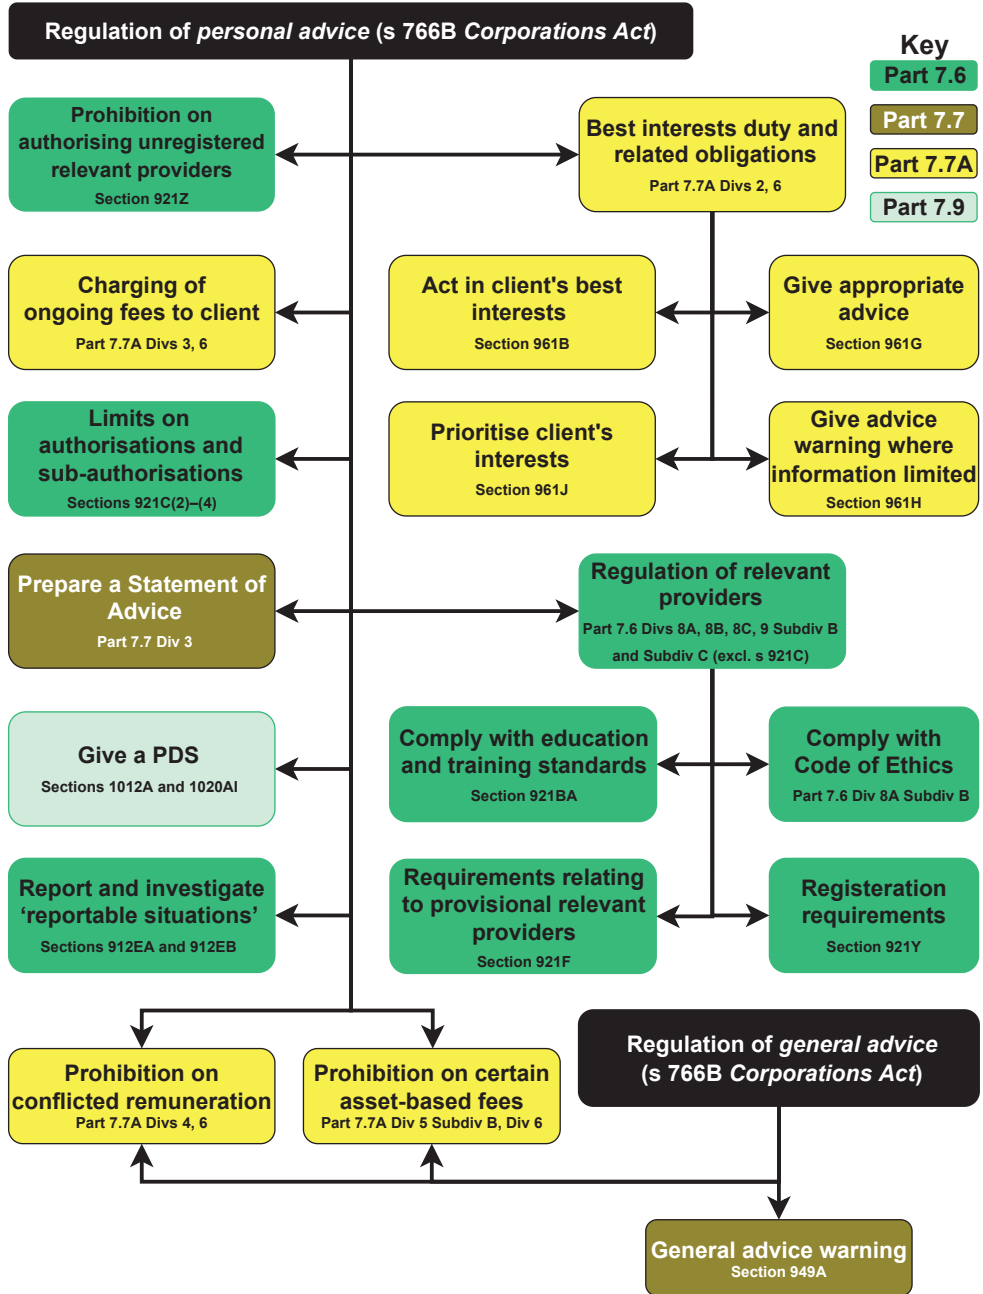 Regulation of personal advice (s 766B Corporations Act)
Key
Part 7.6
Part 7.7
Part 7.7A
Part 7.9
Prohibition on
authorising unregistered
relevant providers
Section 921Z
Best interests duty and
related obligations
Part 7.7A Divs 2, 6
Charging of
ongoing fees to client
Part 7.7A Divs 3, 6
Act in client's best
interests
Section 961B
Give appropriate
advice
Section 961G
Limits on
authorisations and
sub-authorisations
Sections 921C(2)–(4)
Prioritise client's
interests
Section 961J
Give advice
warning where
information limited
Section 961H
Prepare a Statement of
Advice
Part 7.7 Div 3
Regulation of relevant
providers
Part 7.6 Divs 8A, 8B, 8C, 9 Subdiv B
and Subdiv C (excl. s 921C)
Give a PDS
Sections 1012A and 1020AI
Comply with education
and training standards
Section 921BA
Comply with
Code of Ethics
Part 7.6 Div 8A Subdiv B
Report and investigate
‘reportable situations’
Sections 912EA and 912EB
Requirements relating
to provisional relevant
providers
Section 921F
Registeration
requirements
Section 921Y
Prohibition on
conflicted remuneration
Part 7.7A Divs 4, 6
Prohibition on certain
asset-based fees
Part 7.7A Div 5 Subdiv B, Div 6
Regulation of general advice
(s 766B Corporations Act)
General advice warning
Section 949A